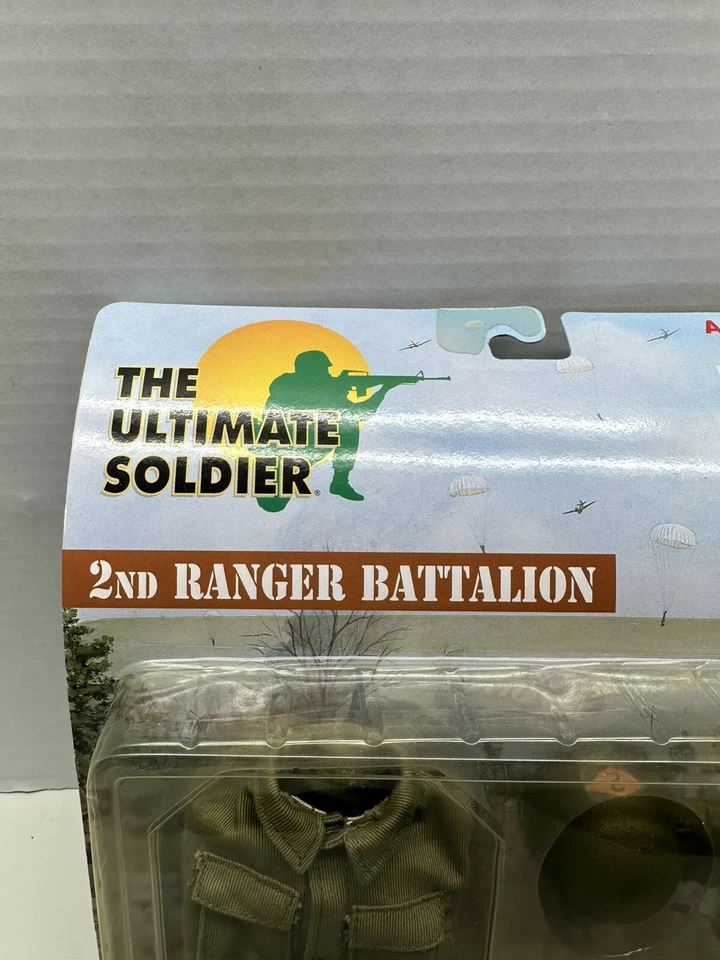 THE
ULTIMATE
SOLDIER®
2ND RANGER BATTALION